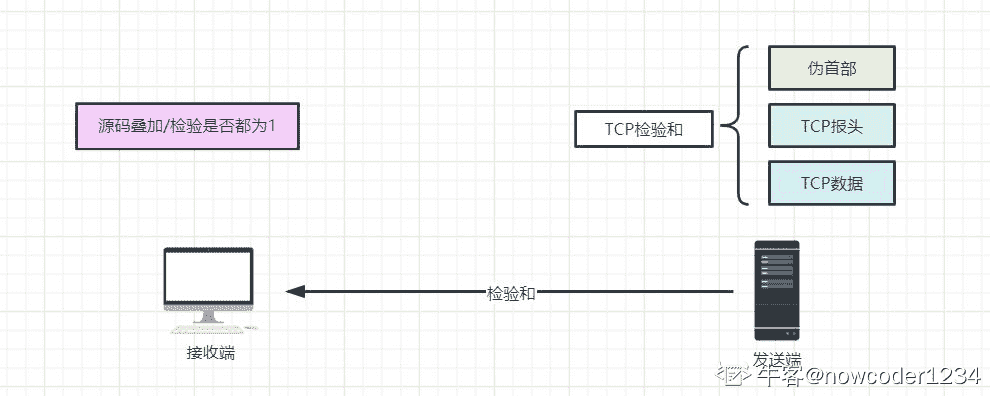 伪首部
源码叠加/检验是否都为1
TCP检验和
TCP报头
TCP数据
检验和
接收端
发送端
牛客@nowcoder1234